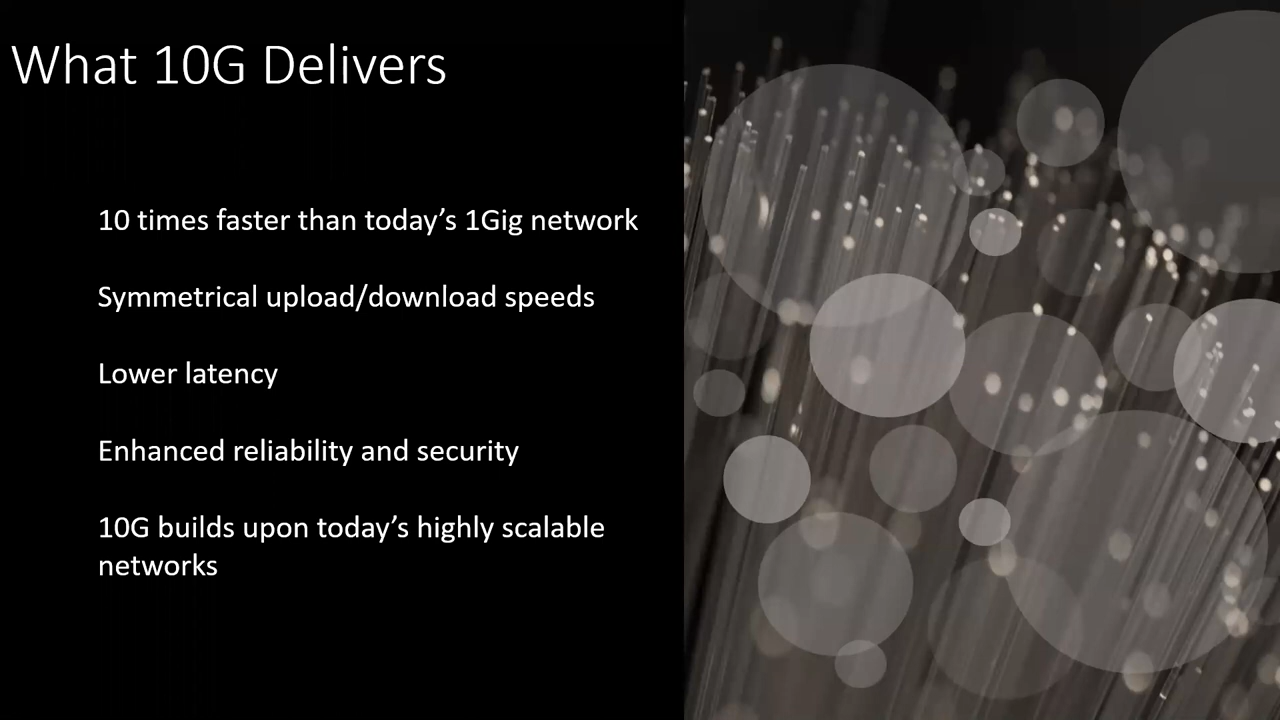 What 10G Delivers
10 times faster than today’s 1Gig network
Symmetrical upload/download speeds
Lower latency
Enhanced reliability and security
10G builds upon today’s highly scalable
networks